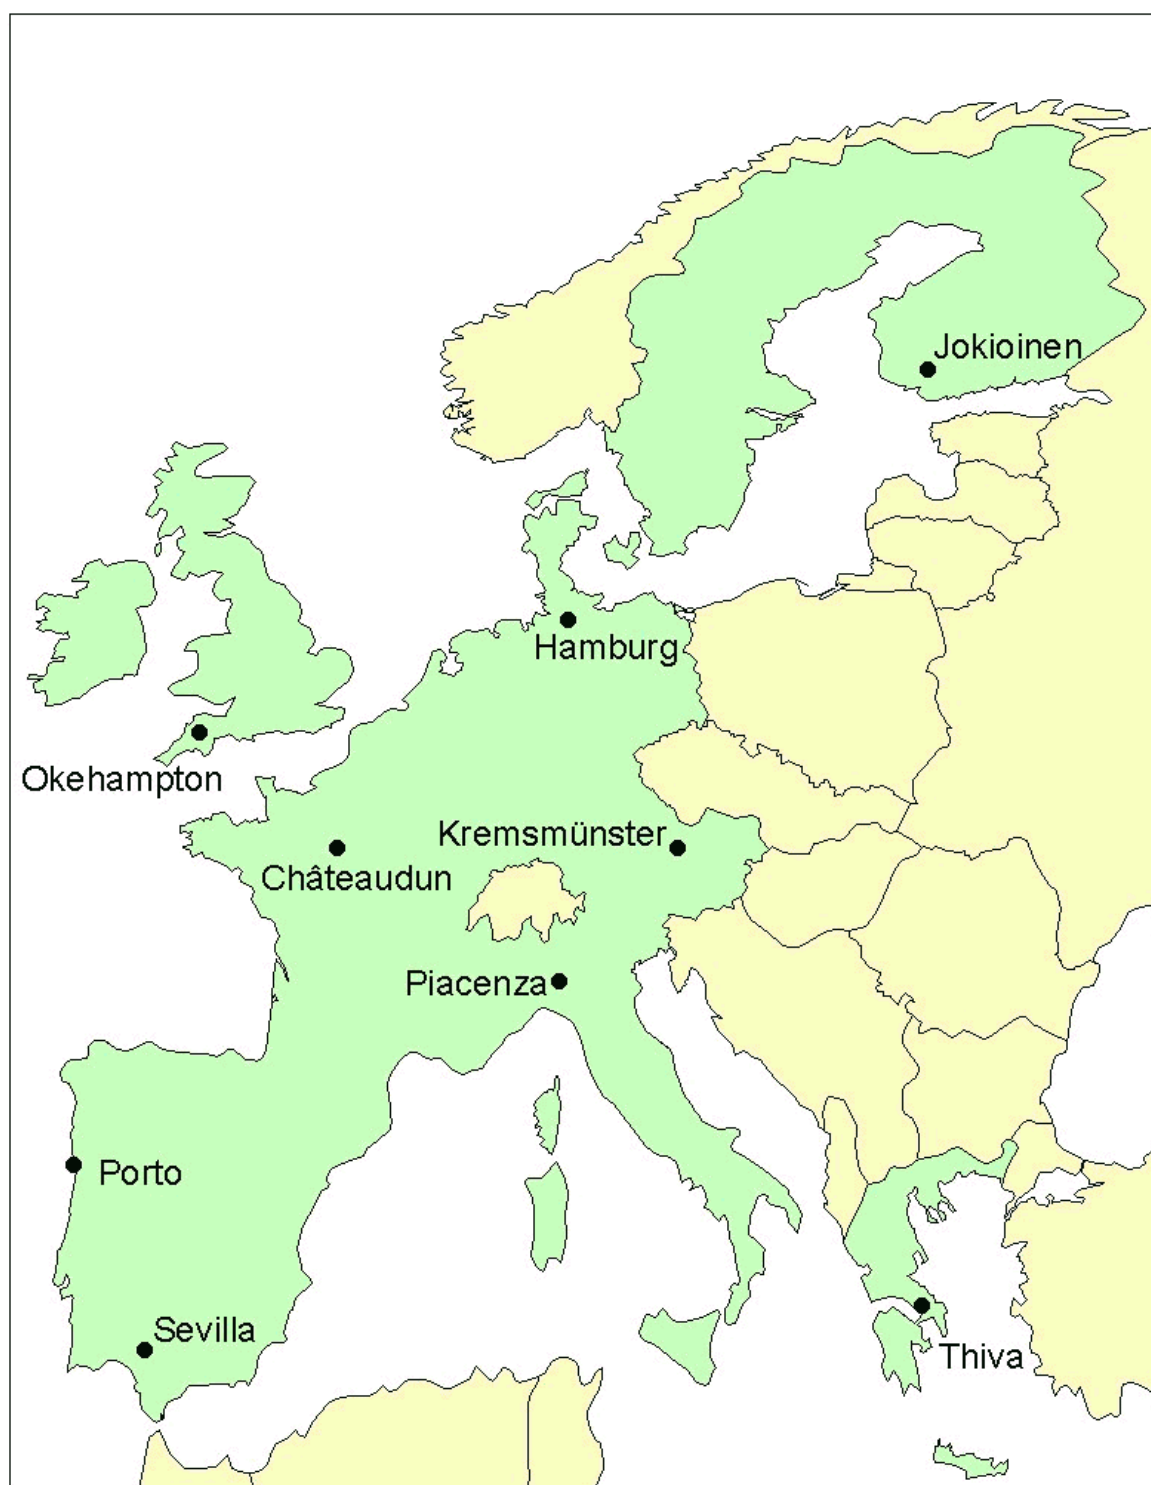 Jokioinen
Hamburg
Okehampton
Kremsmünster
Châteaudun
Piacenza
Porto
Sevilla
Thiva